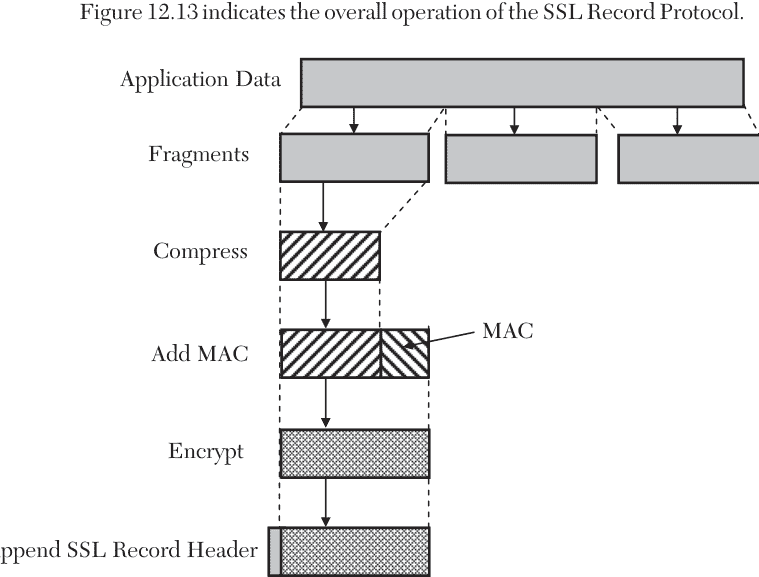 Figure 12.13 indicates the overall operation of the SSL Record Protocol.
Application Data
Fragments
Compress
MAC
Add MAC
Encrypt
ppend SSL Record Header